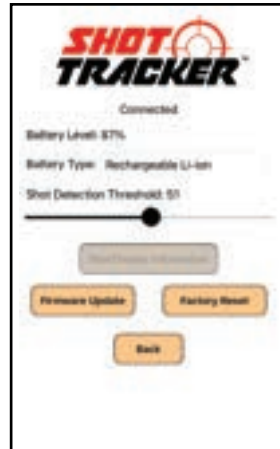 SHOT
TRACKER™
Connected
Battery Level: 87%
Battery Type: Rechargeable Li-ion
Shot Detection Threshold: 51
Firmware Update
Factory Reset
Back